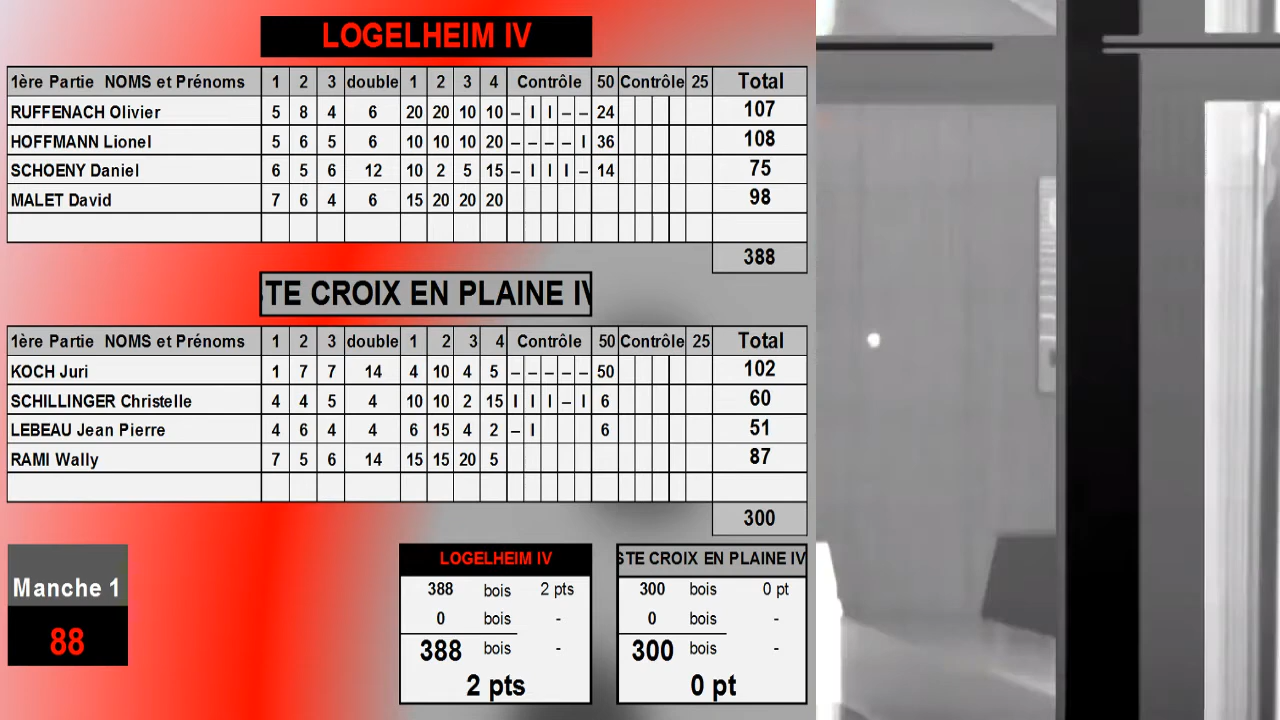 LOGELHEIM IV
1ère Partie NOMS et Prénoms 1 2 3 double 1 2 3 4 Contrôle 50 Contrôle 25 Total
RUFFENACH Olivier 5 8 4 6 20 20 10 10 – I I – – 24 107
HOFFMANN Lionel 5 6 5 6 10 10 10 20 – – – – I 36 108
SCHOENY Daniel 6 5 6 12 10 2 5 15 – I I I – 14 75
MALET David 7 6 4 6 15 20 20 20 98
388
STE CROIX EN PLAINE IV
1ère Partie NOMS et Prénoms 1 2 3 double 1 2 3 4 Contrôle 50 Contrôle 25 Total
KOCH Juri 1 7 7 14 4 10 4 5 – – – – – 50 102
SCHILLINGER Christelle 4 4 5 4 10 10 2 15 I I I – I 6 60
LEBEAU Jean Pierre 4 6 4 4 6 15 4 2 – I 6 51
RAMI Wally 7 5 6 14 15 15 20 5 87
300
Manche 1
88
LOGELHEIM IV
388 bois 2 pts
0 bois -
388 bois -
2 pts
STE CROIX EN PLAINE IV
300 bois 0 pt
0 bois -
300 bois -
0 pt